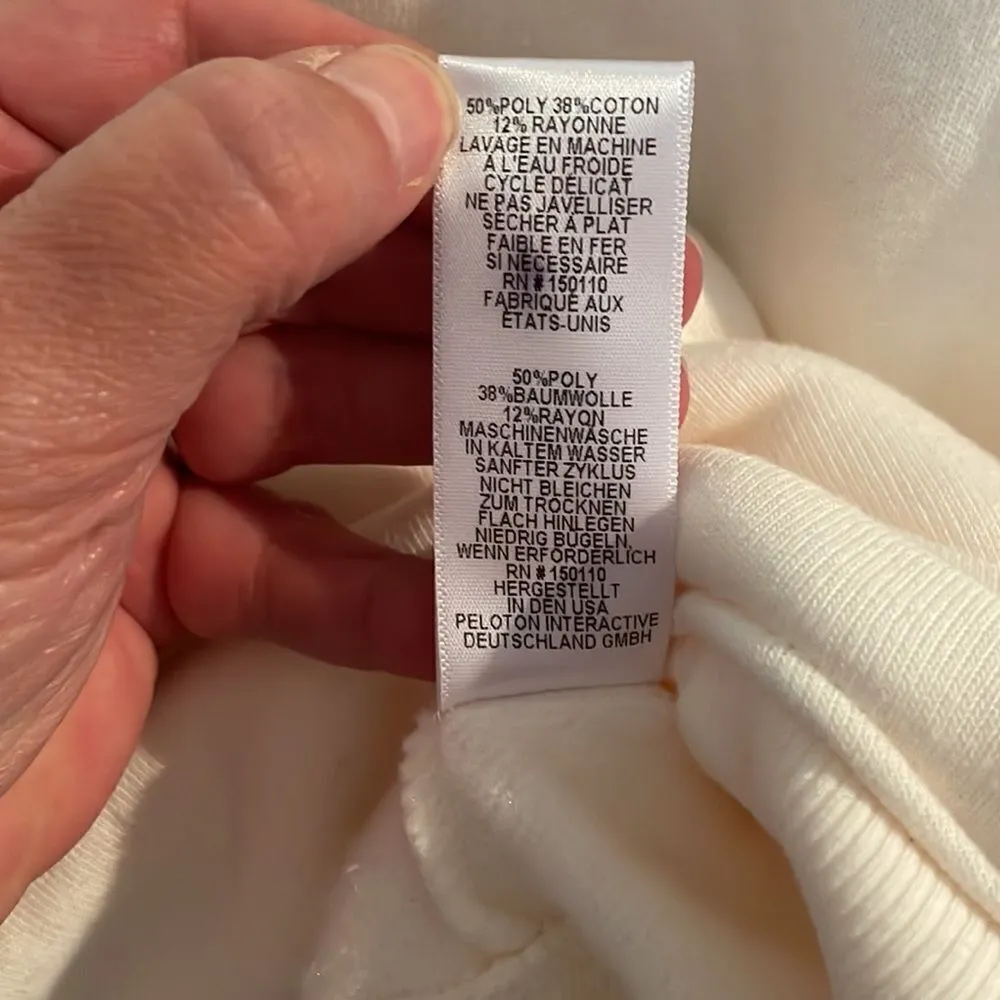 50%POLY 38%COTON
12% RAYONNE
LAVAGE EN MACHINE
À L'EAU FROIDE
CYCLE DÉLICAT
NE PAS JAVELLISER
SÉCHER À PLAT
FAIBLE EN FER
SI NÉCESSAIRE
RN#150110
FABRIQUÉ AUX
ÉTATS-UNIS
50%POLY
38%BAUMWOLLE
12%RAYON
MASCHINENWÄSCHE
IN KALTEM WASSER
SANFTER ZYKLUS
NICHT BLEICHEN
ZUM TROCKNEN
FLACH HINLEGEN
NIEDRIG BÜGELN,
WENN ERFORDERLICH
RN#150110
HERGESTELLT
IN DEN USA
PELOTON INTERACTIVE
DEUTSCHLAND GMBH